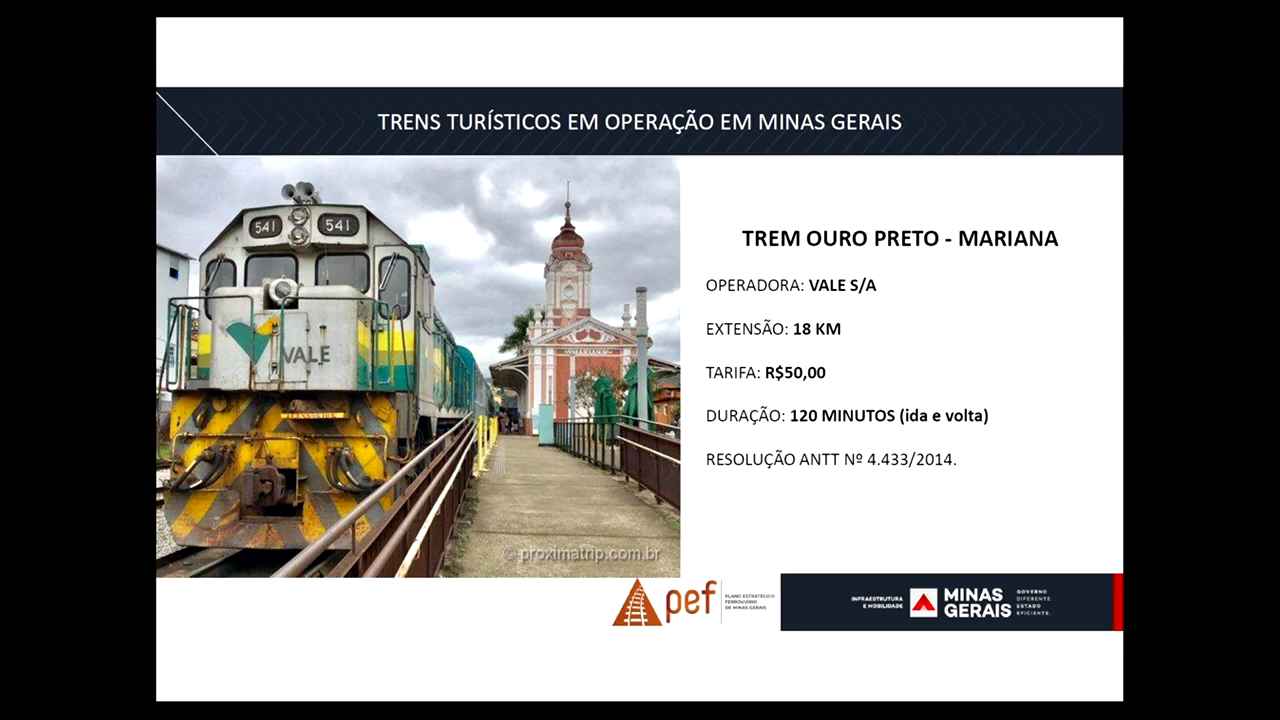 TRENS TURÍSTICOS EM OPERAÇÃO EM MINAS GERAIS
541
541
VALE
MARIANA
© proximatrip.com.br
TREM OURO PRETO - MARIANA
OPERADORA: VALE S/A
EXTENSÃO: 18 KM
TARIFA: R$50,00
DURAÇÃO: 120 MINUTOS (ida e volta)
RESOLUÇÃO ANTT Nº 4.433/2014.
pef
PLANO ESTRATÉGICO
FERROVIÁRIO
DE MINAS GERAIS
INFRAESTRUTURA
E MOBILIDADE
MINAS
GERAIS
GOVERNO
DIFERENTE.
ESTADO
EFICIENTE.